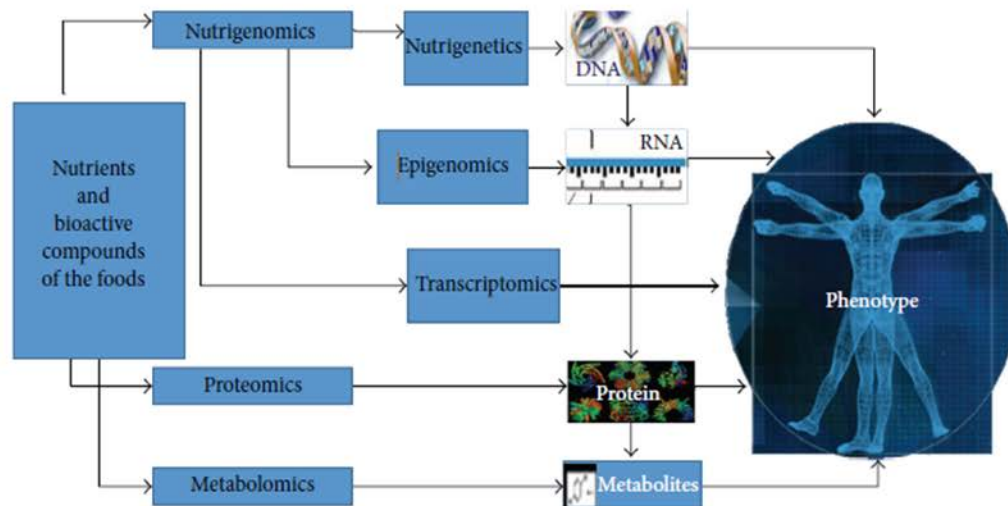 Nutrigenomics
Nutrigenetics
DNA
Nutrients
and
bioactive
compounds
of the foods
Epigenomics
RNA
Transcriptomics
Phenotype
Proteomics
Protein
Metabolomics
Metabolites